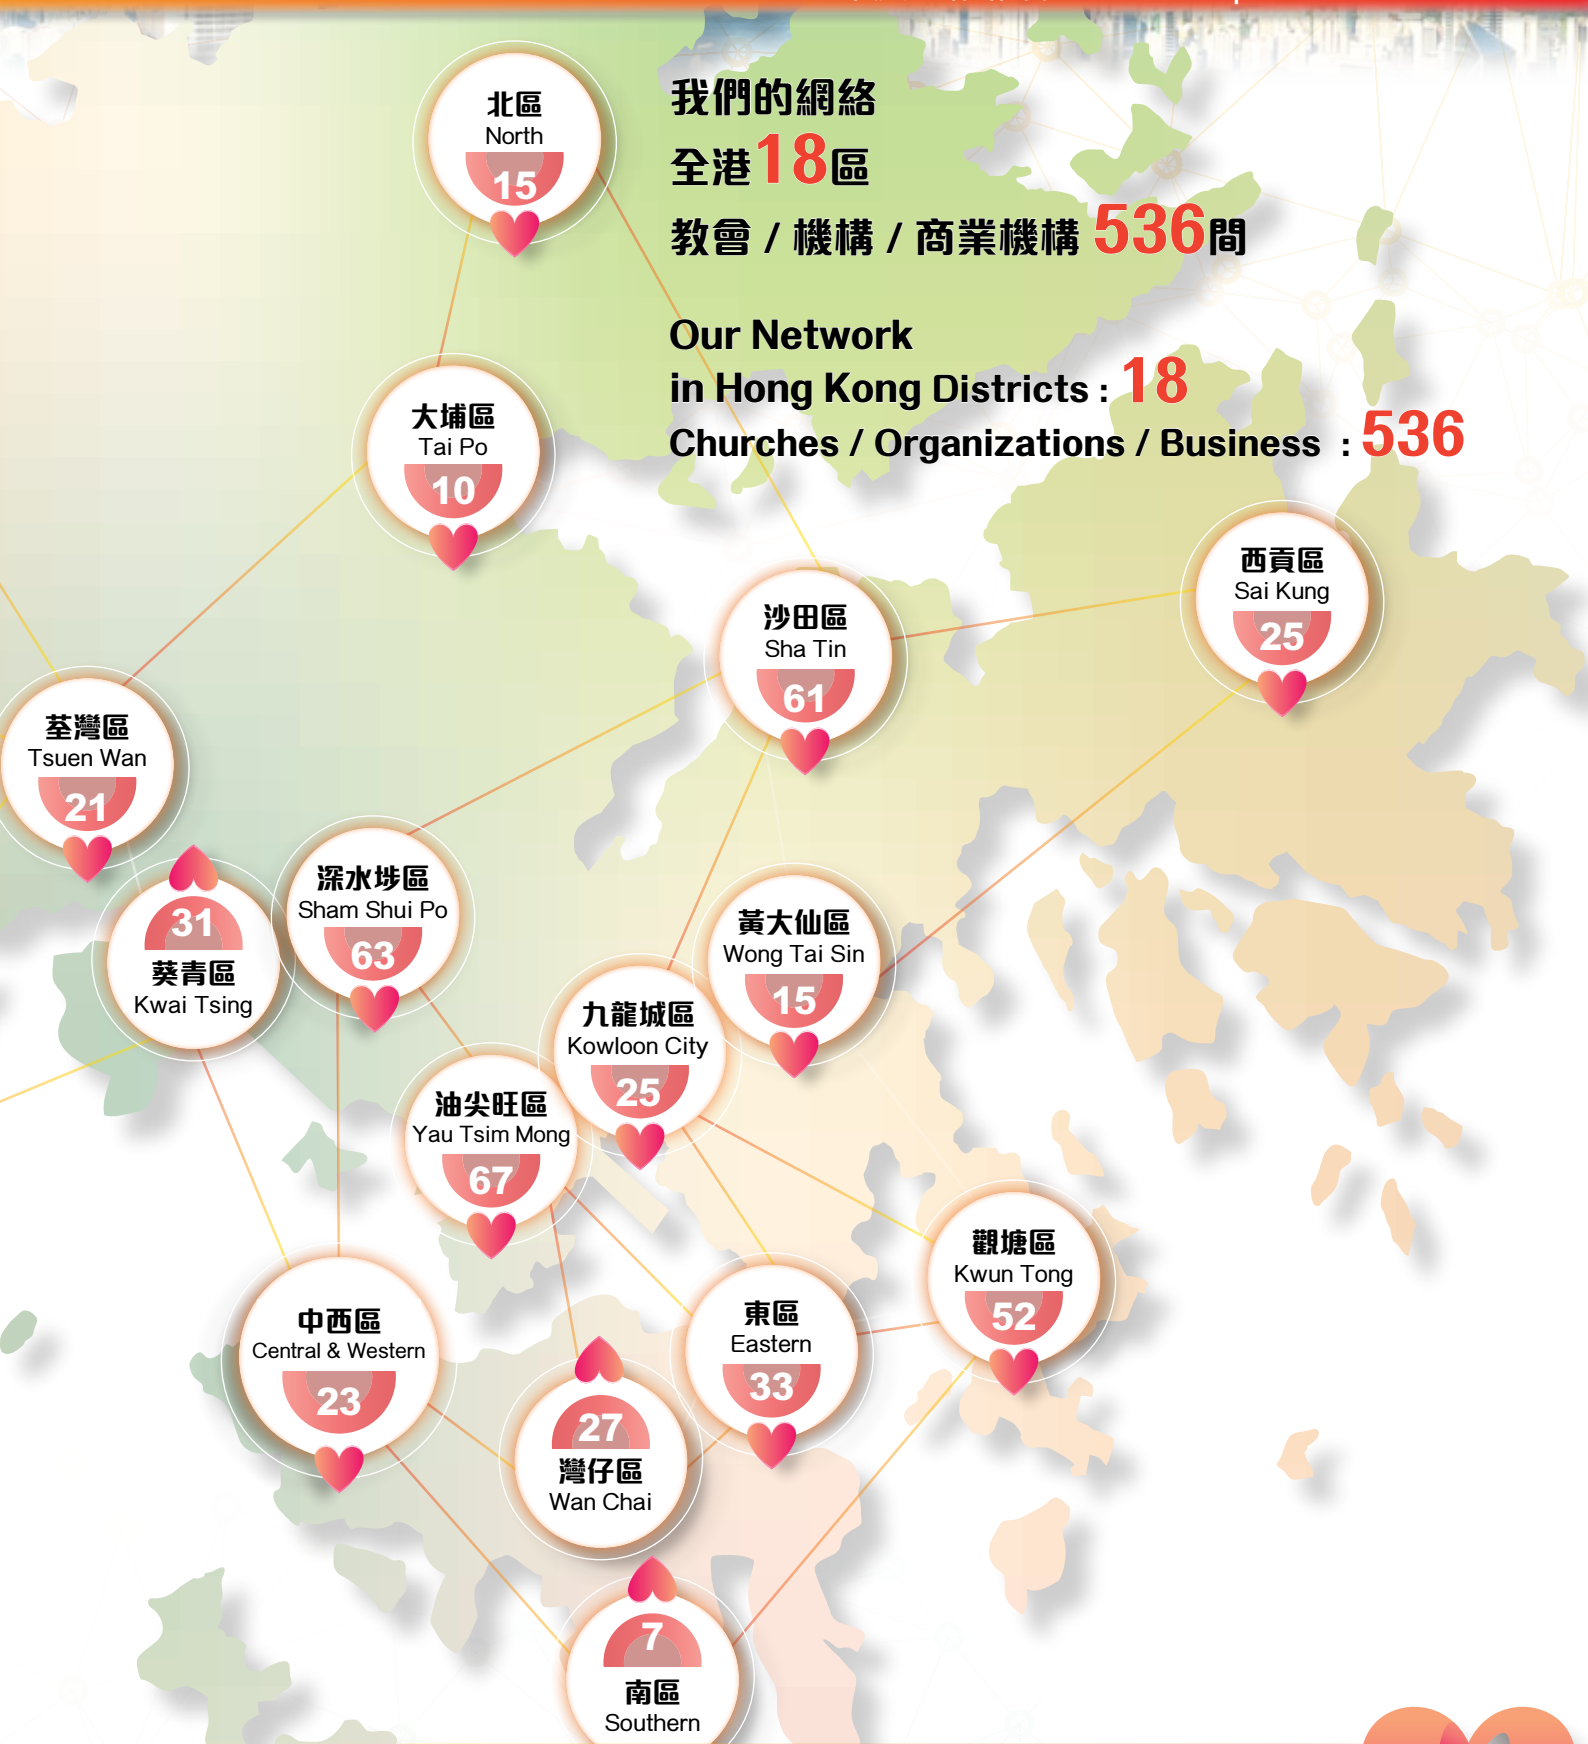 我們的網絡
全港18區
教會 / 機構 / 商業機構 536間
Our Network
in Hong Kong Districts : 18
Churches / Organizations / Business : 536
北區
North
15
大埔區
Tai Po
10
西貢區
Sai Kung
25
沙田區
Sha Tin
61
荃灣區
Tsuen Wan
21
31
葵青區
Kwai Tsing
深水埗區
Sham Shui Po
63
黃大仙區
Wong Tai Sin
15
九龍城區
Kowloon City
25
油尖旺區
Yau Tsim Mong
67
觀塘區
Kwun Tong
52
中西區
Central & Western
23
東區
Eastern
33
27
灣仔區
Wan Chai
7
南區
Southern